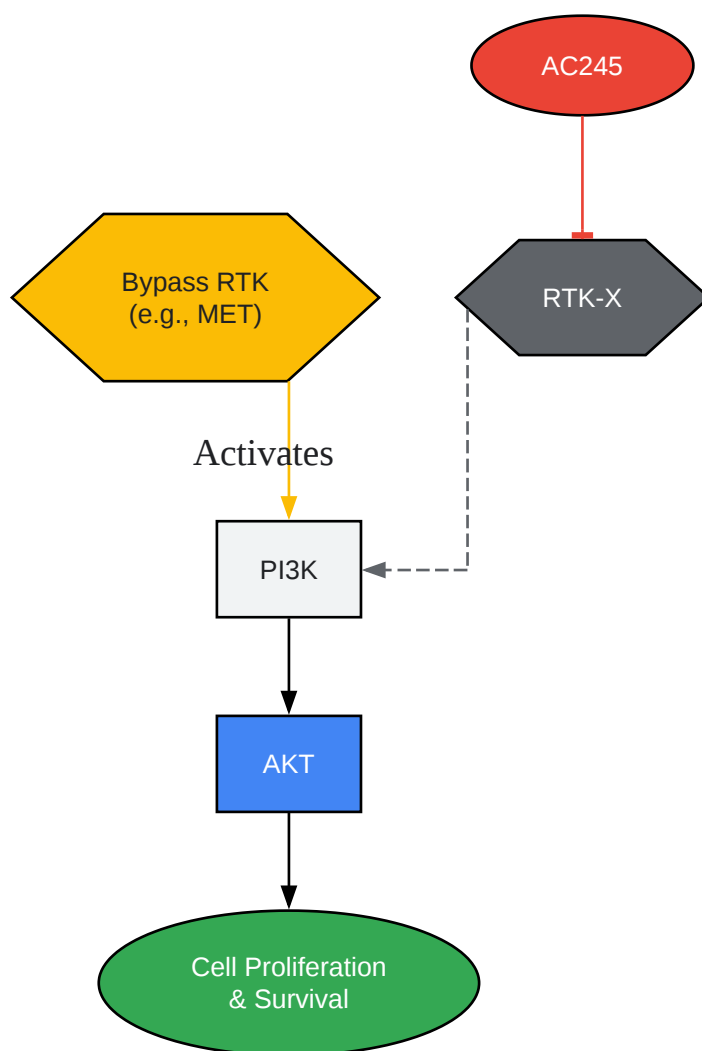 AC245
Bypass RTK
(e.g., MET)
RTK-X
Activates
PI3K
AKT
Cell Proliferation
& Survival